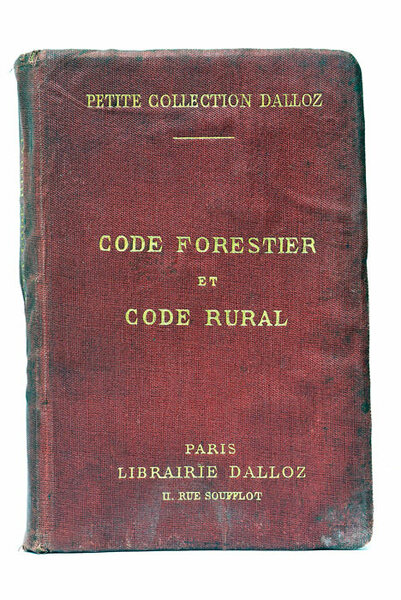 PETITE COLLECTION DALLOZ
CODE FORESTIER
ET
CODE RURAL
PARIS
LIBRAIRIE DALLOZ
11. RUE SOUFFLOT